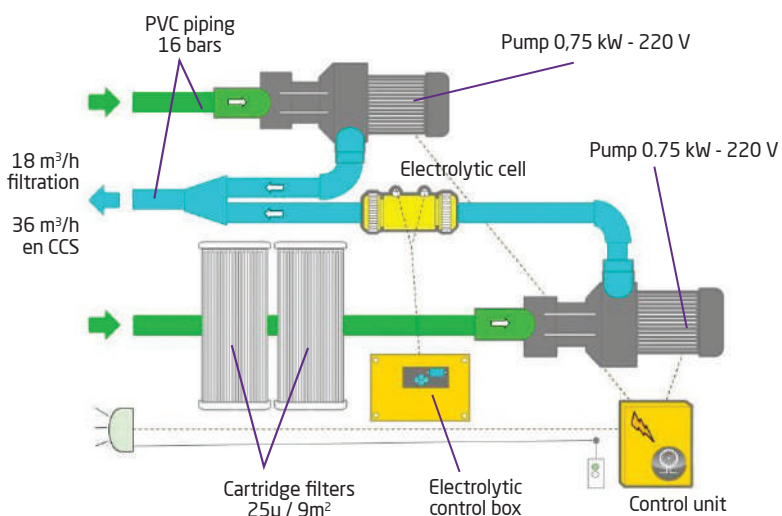 PVC piping
16 bars
Pump 0,75 kW - 220 V
18 m³/h
filtration
36 m³/h
en CCS
Electrolytic cell
Pump 0.75 kW - 220 V
Cartridge filters
25µ / 9m²
Electrolytic
control box
Control unit